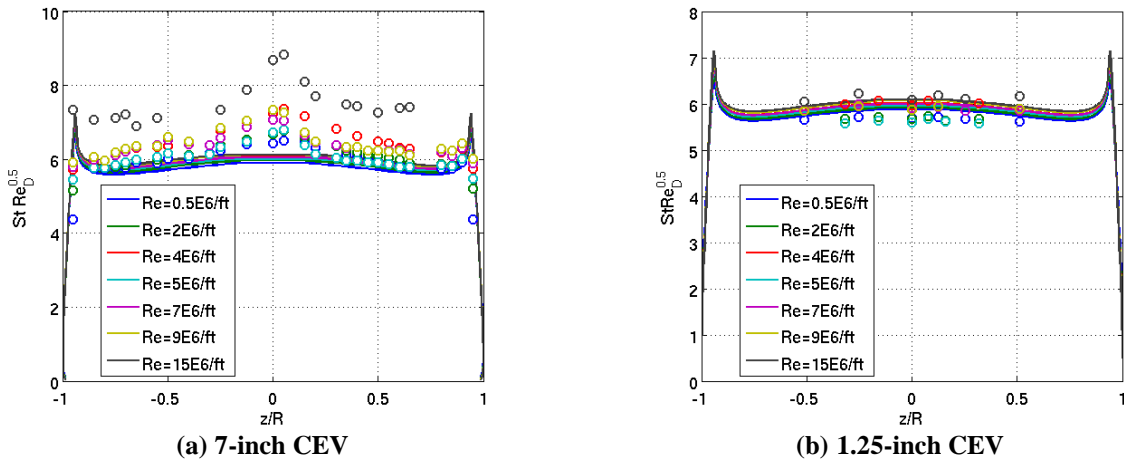 10
8
6
4
2
0
-1
-0.5
0
0.5
1
St Re_D^0.5
z/R
Re=0.5E6/ft
Re=2E6/ft
Re=4E6/ft
Re=5E6/ft
Re=7E6/ft
Re=9E6/ft
Re=15E6/ft
(a) 7-inch CEV
8
7
6
5
4
3
2
1
0
-1
-0.5
0
0.5
1
StRe_D^0.5
z/R
Re=0.5E6/ft
Re=2E6/ft
Re=4E6/ft
Re=5E6/ft
Re=7E6/ft
Re=9E6/ft
Re=15E6/ft
(b) 1.25-inch CEV